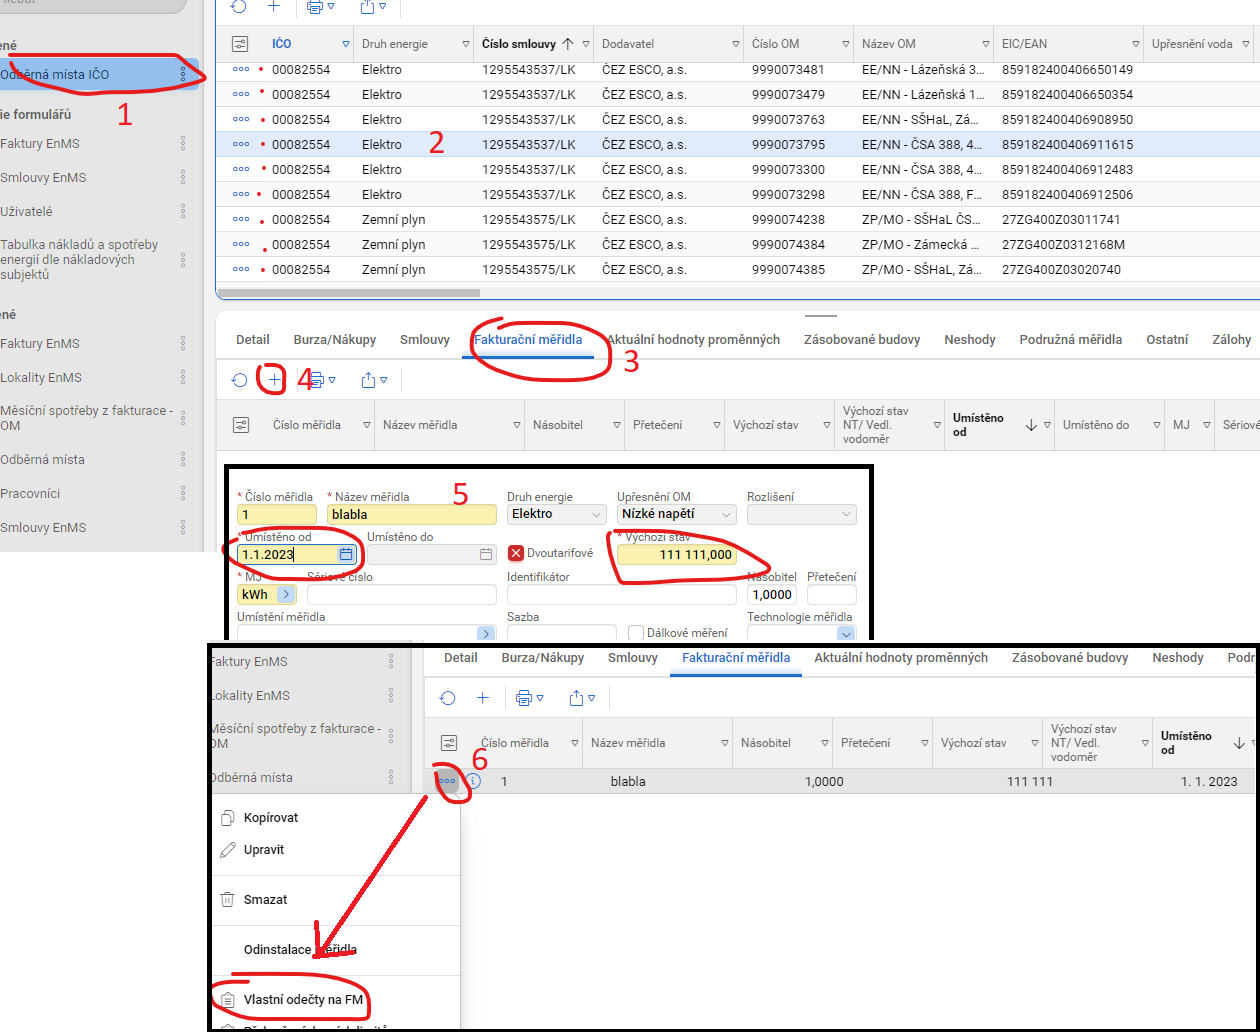 ené
Odběrná místa IČO
1
ie formulářů
Faktury EnMS
Smlouvy EnMS
Uživatelé
Tabulka nákladů a spotřeby
energií dle nákladových
subjektů
ené
Faktury EnMS
Lokality EnMS
Měsíční spotřeby z fakturace -
OM
Odběrná místa
Pracovníci
Smlouvy EnMS
IČO Druh energie Číslo smlouvy Dodavatel Číslo OM Název OM EIC/EAN Upřesnění voda
00082554 Elektro 1295543537/LK ČEZ ESCO, a.s. 9990073481 EE/NN - Lázeňská 3... 859182400406650149
00082554 Elektro 1295543537/LK ČEZ ESCO, a.s. 9990073479 EE/NN - Lázeňská 1... 859182400406650354
00082554 Elektro 1295543537/LK ČEZ ESCO, a.s. 9990073763 EE/NN - SŠHaL, Zá... 859182400406908950
00082554 Elektro 2 1295543537/LK ČEZ ESCO, a.s. 9990073795 EE/NN - ČSA 388, 4... 859182400406911615
00082554 Elektro 1295543537/LK ČEZ ESCO, a.s. 9990073300 EE/NN - ČSA 388, 4... 859182400406912483
00082554 Elektro 1295543537/LK ČEZ ESCO, a.s. 9990073298 EE/NN - ČSA 388, F... 859182400406912506
00082554 Zemní plyn 1295543575/LK ČEZ ESCO, a.s. 9990074238 ZP/MO - SŠHaL ČS... 27ZG400Z03011741
00082554 Zemní plyn 1295543575/LK ČEZ ESCO, a.s. 9990074384 ZP/MO - Zámecká ... 27ZG400Z0312168M
00082554 Zemní plyn 1295543575/LK ČEZ ESCO, a.s. 9990074385 ZP/MO - SŠHaL, Zá... 27ZG400Z03020740
Detail Burza/Nákupy Smlouvy Fakturační měřidla Aktuální hodnoty proměnných Zásobované budovy Neshody Podružná měřidla Ostatní Zálohy
3
4
Číslo měřidla Název měřidla Násobitel Přetečení Výchozí stav Výchozí stav NT/ Vedl. vodoměr Umístěno od Umístěno do MJ Sériové
* Číslo měřidla * Název měřidla 5 Druh energie Upřesnění OM Rozlišení
1 blabla Elektro Nízké napětí
* Umístěno od Umístěno do * Výchozí stav
1.1.2023 Dvoutarifové 111 111,000
* MJ Sériové číslo Identifikátor Násobitel Přetečení
kWh 1,0000
Umístění měřidla Sazba Technologie měřidla
Dálkové měření
Faktury EnMS
Lokality EnMS
Měsíční spotřeby z fakturace -
OM
Odběrná místa
Detail Burza/Nákupy Smlouvy Fakturační měřidla Aktuální hodnoty proměnných Zásobované budovy Neshody Podr
Číslo měřidla Název měřidla Násobitel Přetečení Výchozí stav Výchozí stav NT/ Vedl. vodoměr Umístěno od
6
1 blabla 1,0000 111 111 1. 1. 2023
Kopírovat
Upravit
Smazat
Odinstalace měřidla
Vlastní odečty na FM